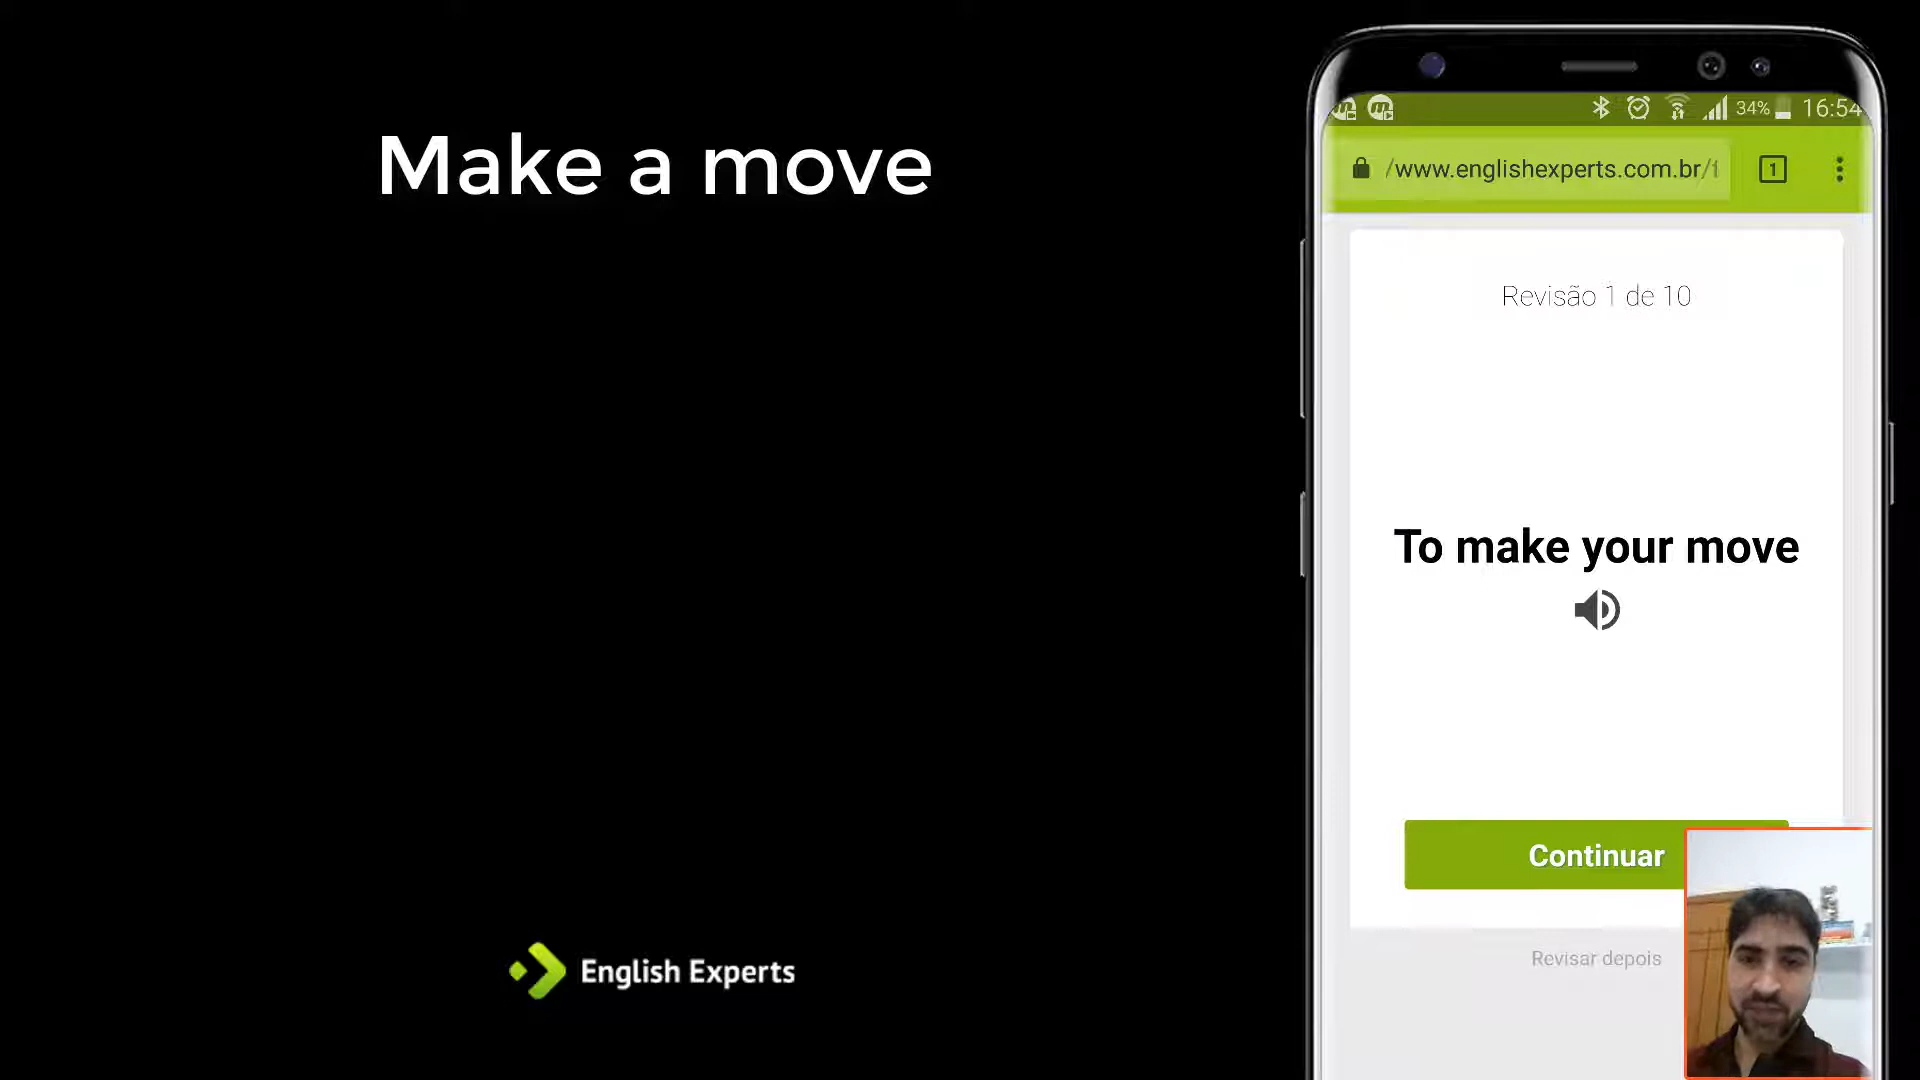 Make a move
English Experts
34% 16:54
/www.englishexperts.com.br/f
1
Revisão 1 de 10
To make your move
Continuar
Revisar depois